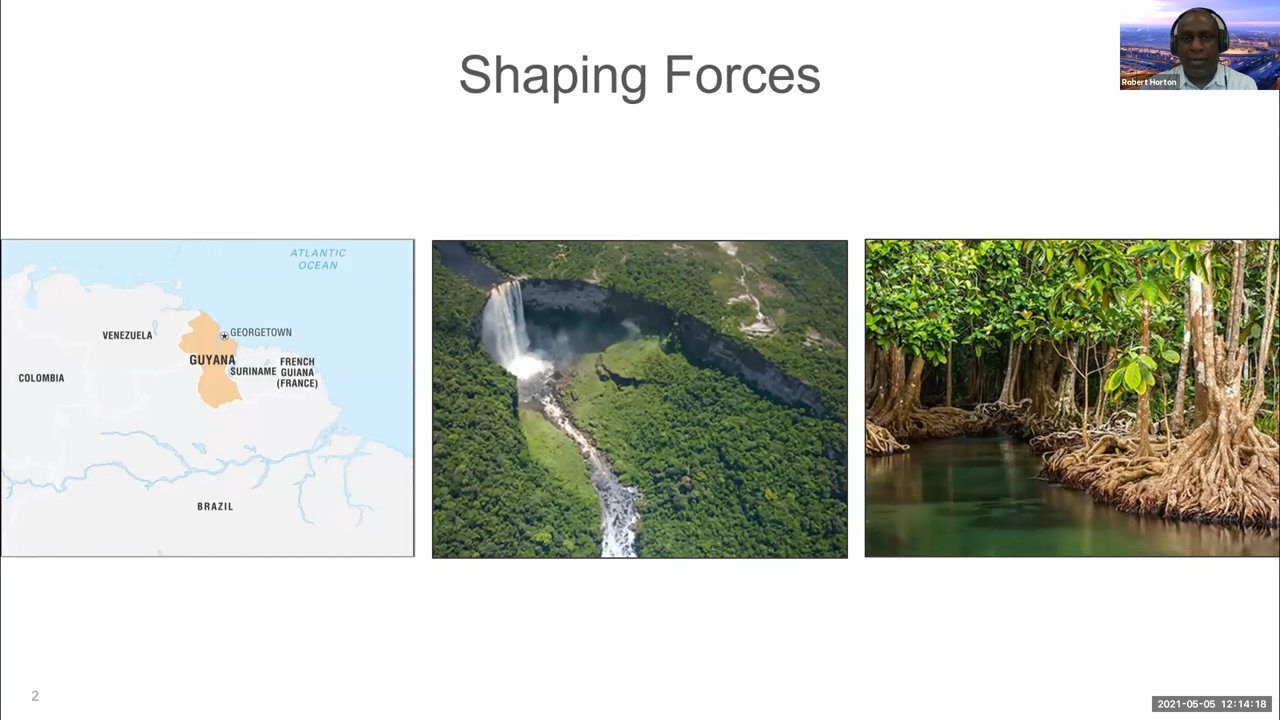 Shaping Forces
Robert Horton
ATLANTIC
OCEAN
VENEZUELA
GEORGETOWN
GUYANA
COLOMBIA
SURINAME
FRENCH
GUIANA
(FRANCE)
BRAZIL
2
2021-05-05 12:14:18